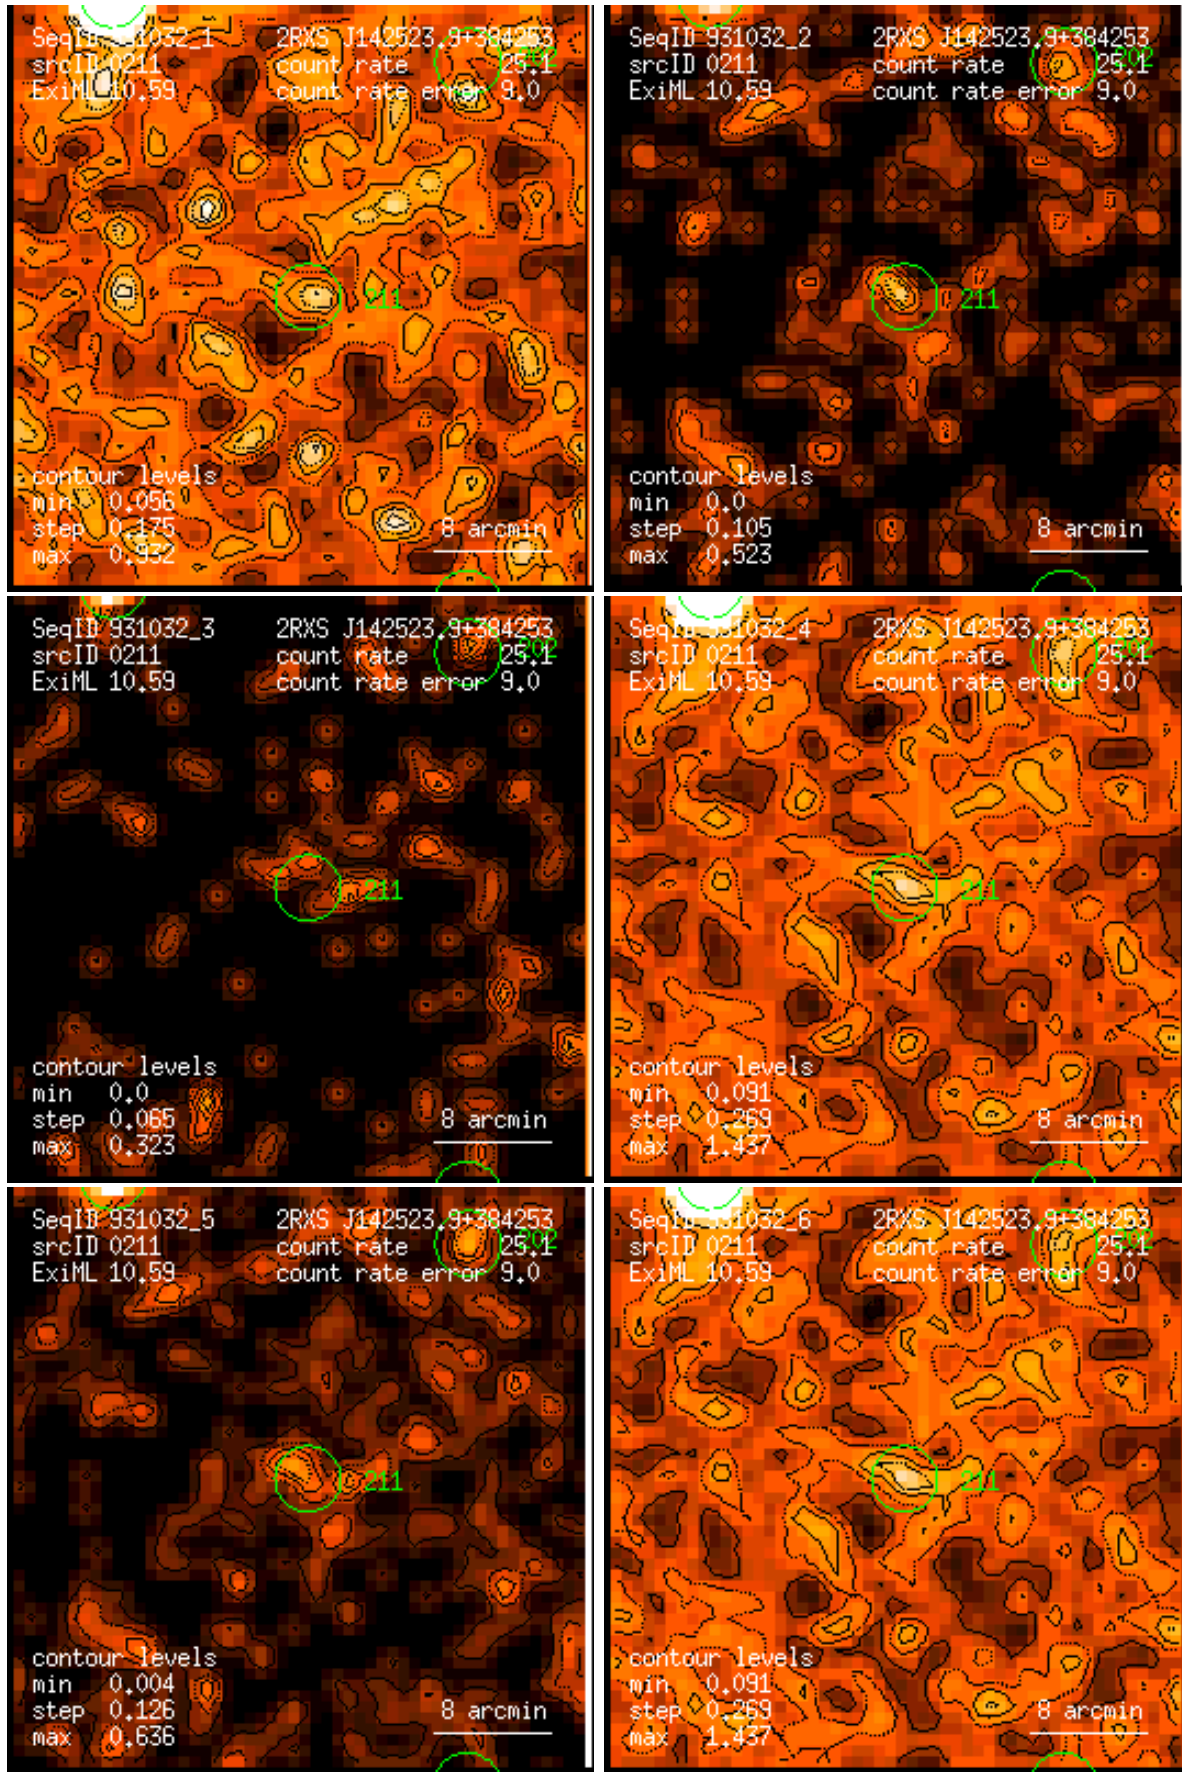 SeqID 931032_1 2RXS J142523.9+384253
srcID 0211 count rate 25.1 202
ExiML 10.59 count rate error 9.0
211
contour levels
min 0.056
step 0.175 8 arcmin
max 0.932
SeqID 931032_2 2RXS J142523.9+384253
srcID 0211 count rate 25.1 202
ExiML 10.59 count rate error 9.0
211
contour levels
min 0.0
step 0.105 8 arcmin
max 0.523
SeqID 931032_3 2RXS J142523.9+384253
srcID 0211 count rate 25.1 202
ExiML 10.59 count rate error 9.0
211
contour levels
min 0.0
step 0.065 8 arcmin
max 0.323
SeqID 931032_4 2RXS J142523.9+384253
srcID 0211 count rate 25.1 202
ExiML 10.59 count rate error 9.0
211
contour levels
min 0.091
step 0.269 8 arcmin
max 1.437
SeqID 931032_5 2RXS J142523.9+384253
srcID 0211 count rate 25.1 202
ExiML 10.59 count rate error 9.0
211
contour levels
min 0.004
step 0.126 8 arcmin
max 0.636
SeqID 931032_6 2RXS J142523.9+384253
srcID 0211 count rate 25.1 202
ExiML 10.59 count rate error 9.0
211
contour levels
min 0.091
step 0.269 8 arcmin
max 1.437